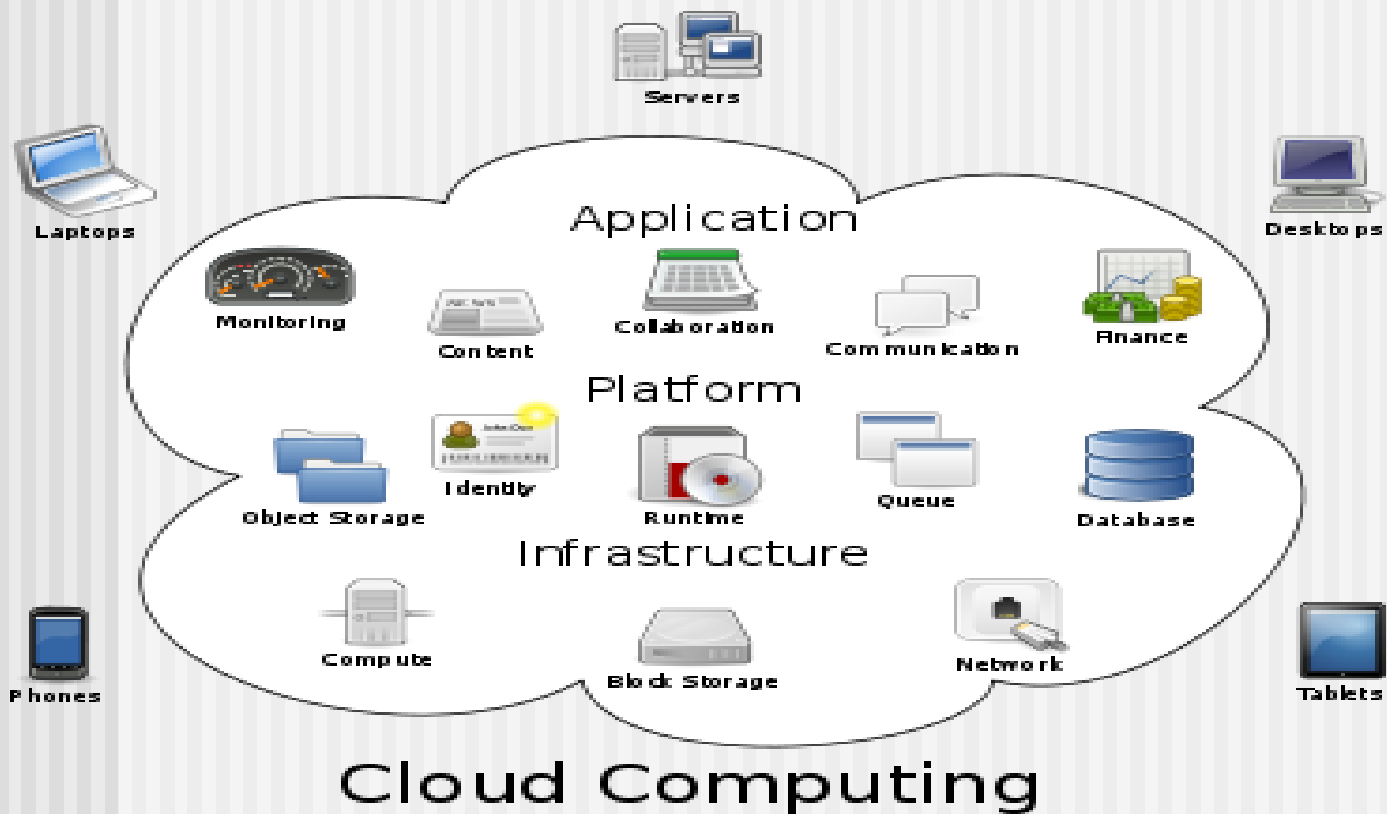 Servers
Laptops
Desktops
Application
Monitoring
Content
Collaboration
Communication
Finance
Platform
Identity
Object Storage
Runtime
Queue
Database
Infrastructure
Compute
Block Storage
Network
Phones
Tablets
Cloud Computing